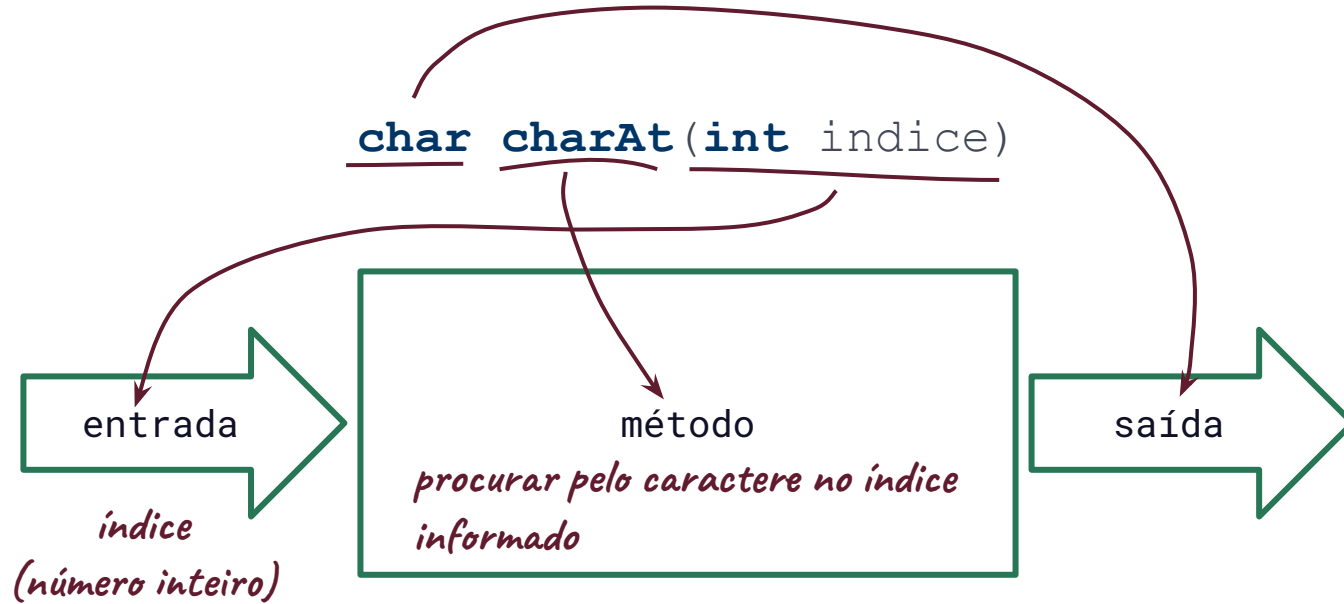 char charAt(int indice)
entrada
método
saída
procurar pelo caractere no índice
informado
índice
(número inteiro)